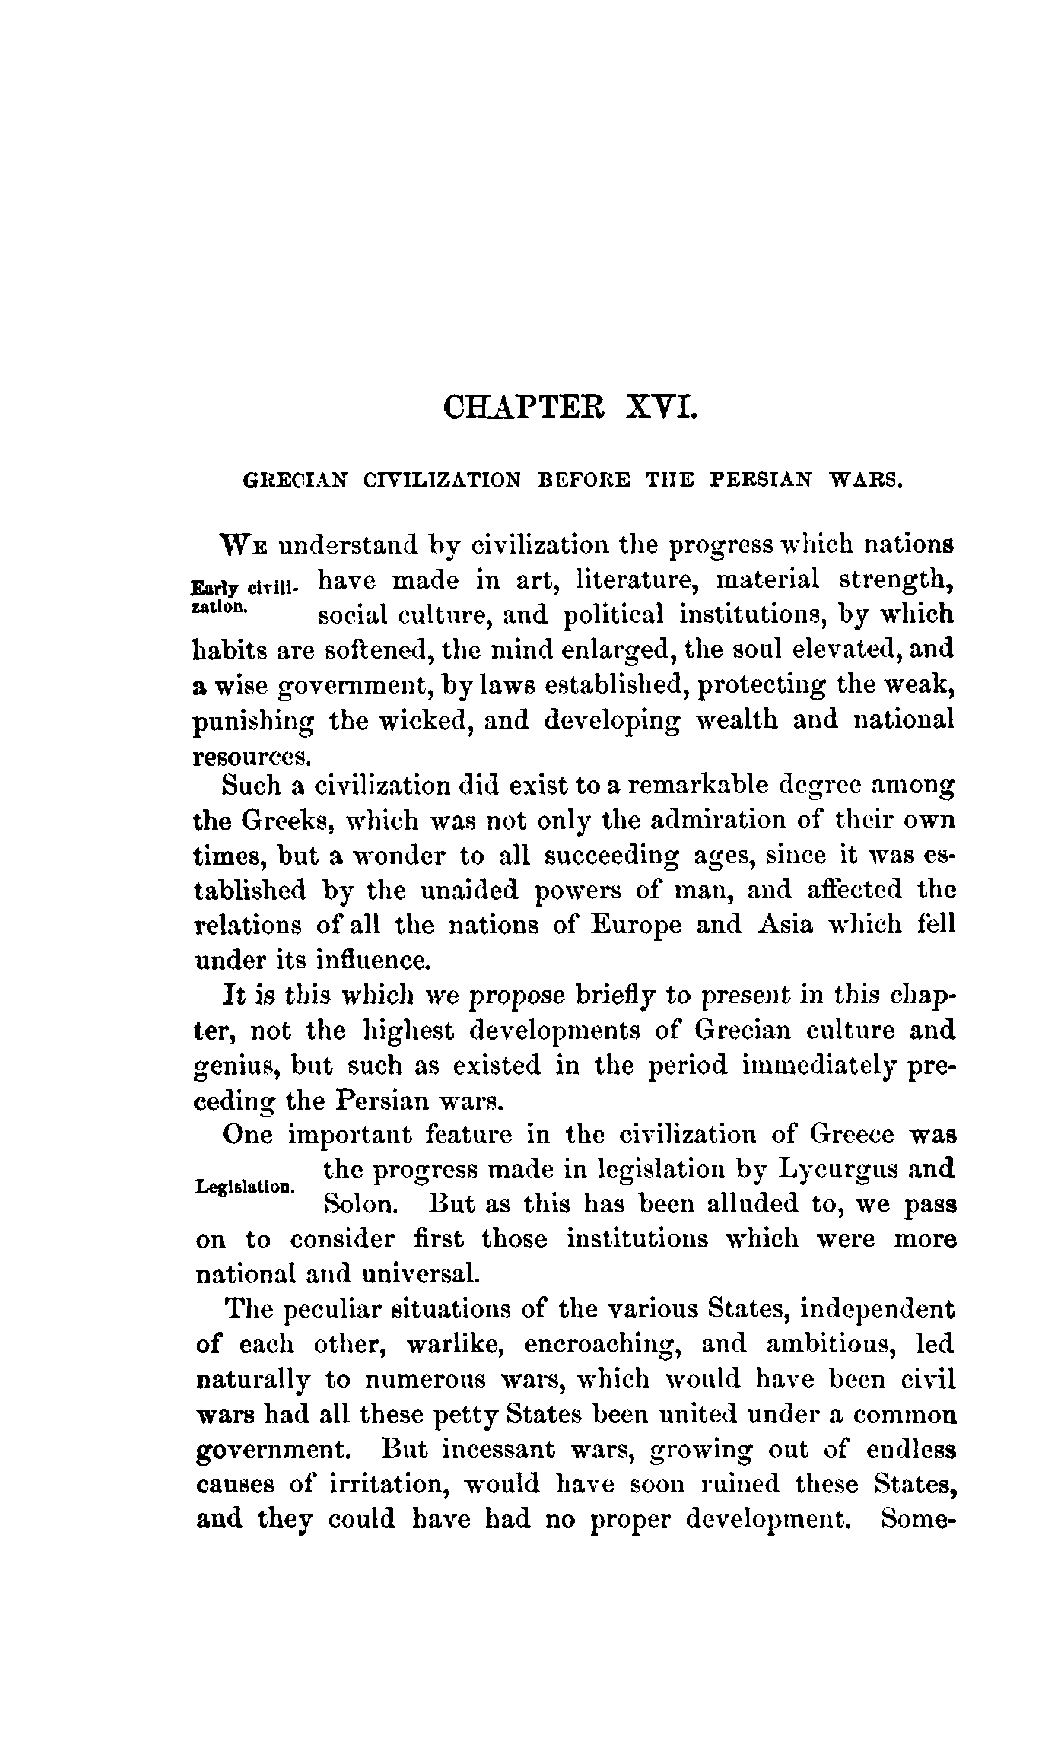 CHAPTER XVI.
GRECIAN CIVILIZATION BEFORE THE PERSIAN WARS.
WE understand by civilization the progress which nations
Early civili-
zation.
have made in art, literature, material strength,
social culture, and political institutions, by which
habits are softened, the mind enlarged, the soul elevated, and
a wise government, by laws established, protecting the weak,
punishing the wicked, and developing wealth and national
resources.
Such a civilization did exist to a remarkable degree among
the Greeks, which was not only the admiration of their own
times, but a wonder to all succeeding ages, since it was es-
tablished by the unaided powers of man, and affected the
relations of all the nations of Europe and Asia which fell
under its influence.
It is this which we propose briefly to present in this chap-
ter, not the highest developments of Grecian culture and
genius, but such as existed in the period immediately pre-
ceding the Persian wars.
One important feature in the civilization of Greece was
Legislation.
the progress made in legislation by Lycurgus and
Solon. But as this has been alluded to, we pass
on to consider first those institutions which were more
national and universal.
The peculiar situations of the various States, independent
of each other, warlike, encroaching, and ambitious, led
naturally to numerous wars, which would have been civil
wars had all these petty States been united under a common
government. But incessant wars, growing out of endless
causes of irritation, would have soon ruined these States,
and they could have had no proper development. Some-